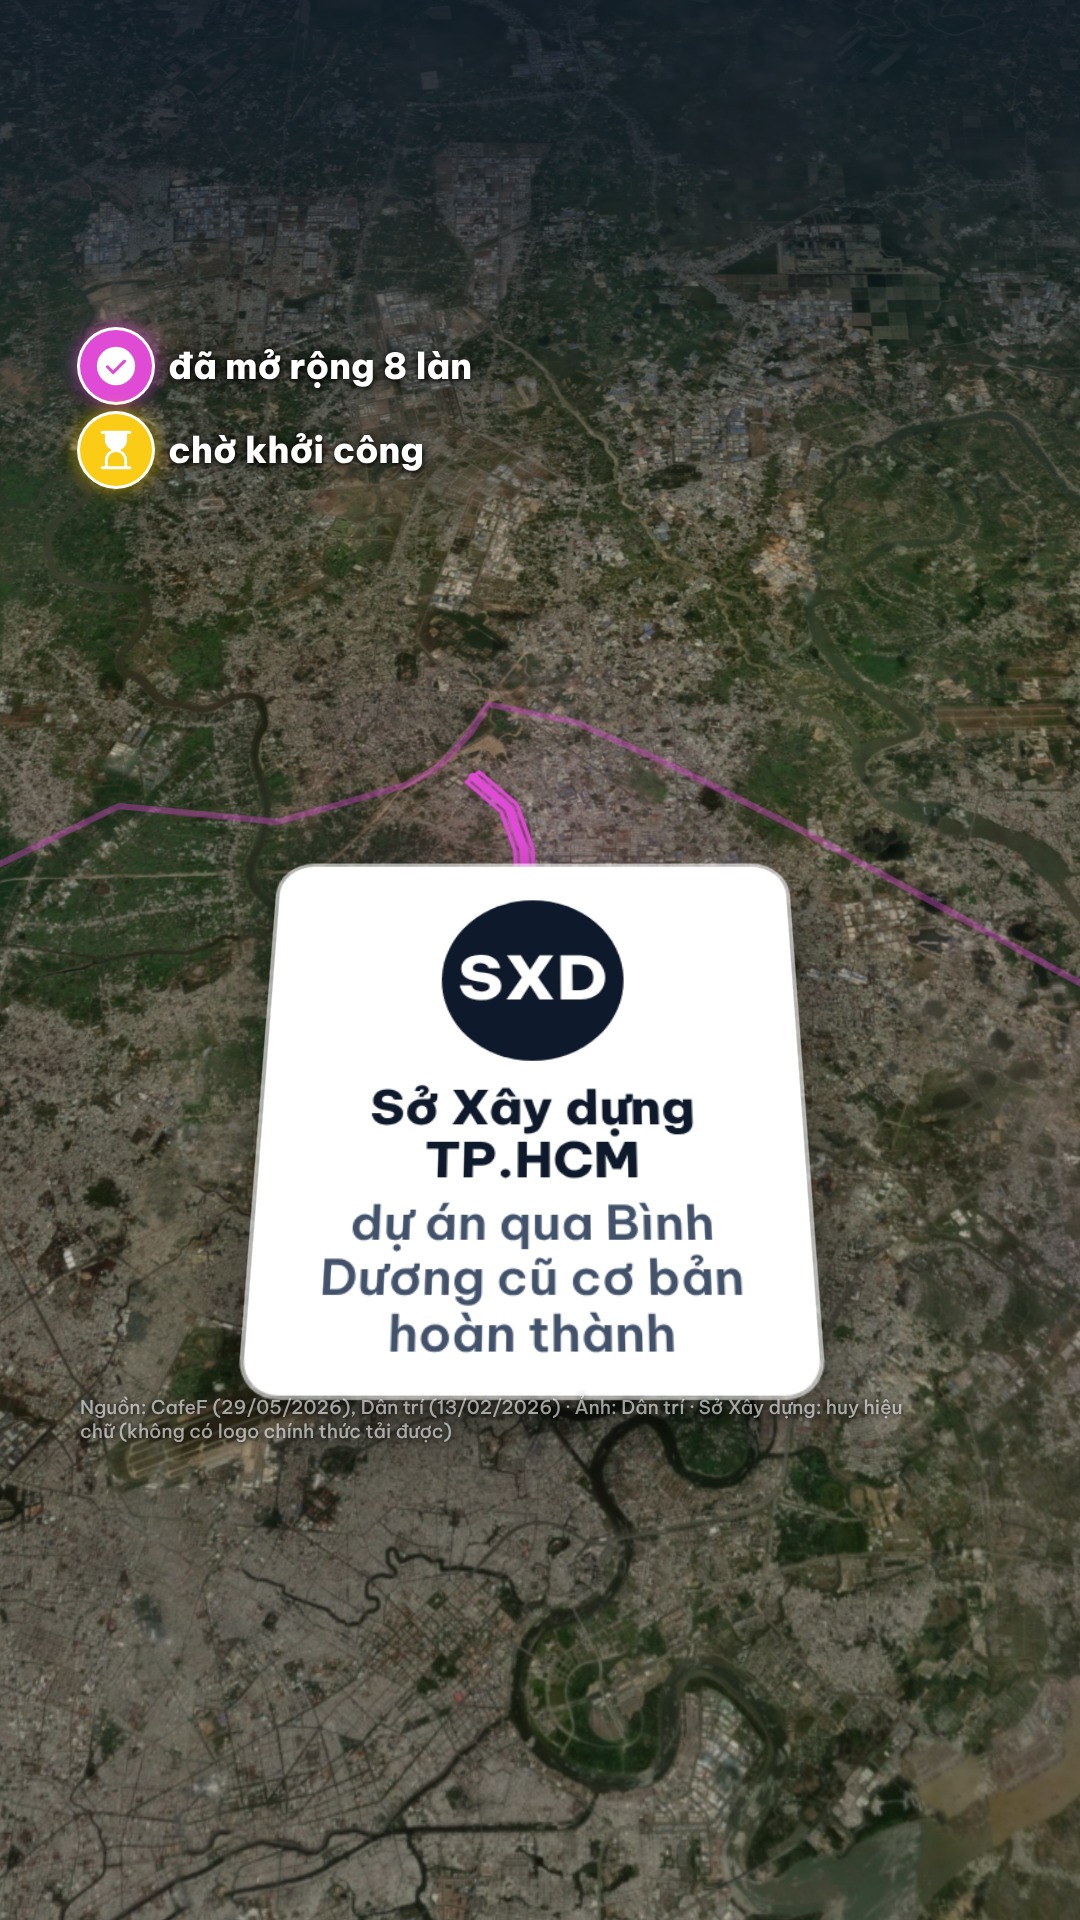 đã mở rộng 8 làn
chờ khởi công
SXD
Sở Xây dựng
TP.HCM
dự án qua Bình
Dương cũ cơ bản
hoàn thành
Nguồn: CafeF (29/05/2026), Dân trí (13/02/2026) · Ảnh: Dân trí · Sở Xây dựng: huy hiệu
chữ (không có logo chính thức tải được)